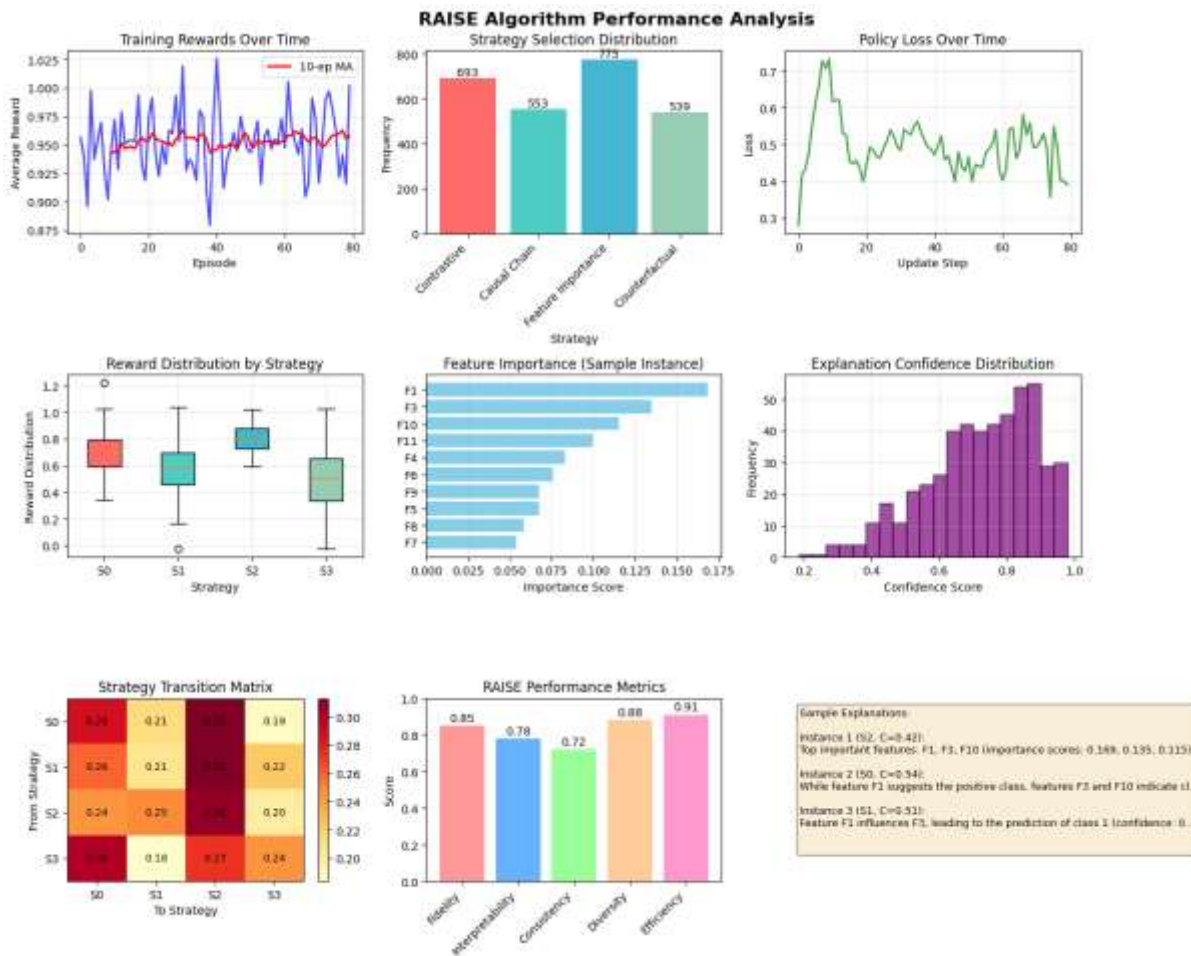 RAISE Algorithm Performance Analysis
Training Rewards Over Time
Average Reward
1.025
1.000
0.975
0.950
0.925
0.900
0.875
10-ep MA
0 20 40 60 80
Episode
Strategy Selection Distribution
Frequency
800
600
400
200
0
693 553 775 539
Contrastive
Causal Chain
Feature Importance
Counterfactual
Strategy
Policy Loss Over Time
Loss
0.7
0.6
0.5
0.4
0.3
0 20 40 60 80
Update Step
Reward Distribution by Strategy
Reward Distribution
1.2
1.0
0.8
0.6
0.4
0.2
0.0
S0 S1 S2 S3
Strategy
Feature Importance (Sample Instance)
F1
F3
F10
F11
F4
F6
F9
F5
F8
F7
0.000 0.025 0.050 0.075 0.100 0.125 0.150 0.175
Importance Score
Explanation Confidence Distribution
Frequency
50
40
30
20
10
0
0.2 0.4 0.6 0.8 1.0
Confidence Score
Strategy Transition Matrix
From Strategy
S0 0.21 0.19
S1 0.26 0.21 0.22
S2 0.24 0.25 0.20
S3 0.18 0.27 0.24
S0 S1 S2 S3
To Strategy
0.30
0.28
0.26
0.24
0.22
0.20
RAISE Performance Metrics
Score
1.0
0.8
0.6
0.4
0.2
0.0
0.85 0.78 0.72 0.88 0.91
Fidelity
Interpretability
Consistency
Diversity
Efficiency
Sample Explanations:
Instance 1 (S2, C=0.42):
Top important features: F1, F3, F10 (importance scores: 0.169, 0.135, 0.115)
Instance 2 (S0, C=0.54):
While feature F1 suggests the positive class, features F3 and F10 indicate cl
Instance 3 (S1, C=0.51):
Feature F1 influences F3, leading to the prediction of class 1 (confidence: 0.